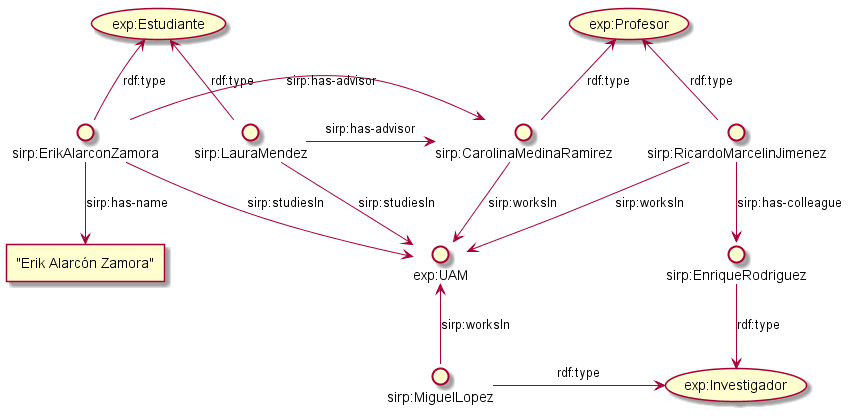 exp:Estudiante
exp:Profesor
rdf:type
rdf:type
sirp:has-advisor
rdf:type
rdf:type
sirp:has-advisor
sirp:ErikAlarconZamora
sirp:LauraMendez
sirp:CarolinaMedinaRamirez
sirp:RicardoMarcelinJimenez
sirp:has-name
sirp:studiesIn
sirp:studiesIn
sirp:worksIn
sirp:worksIn
sirp:has-colleague
"Erik Alarcón Zamora"
exp:UAM
sirp:EnriqueRodriguez
sirp:worksIn
rdf:type
rdf:type
sirp:MiguelLopez
exp:Investigador